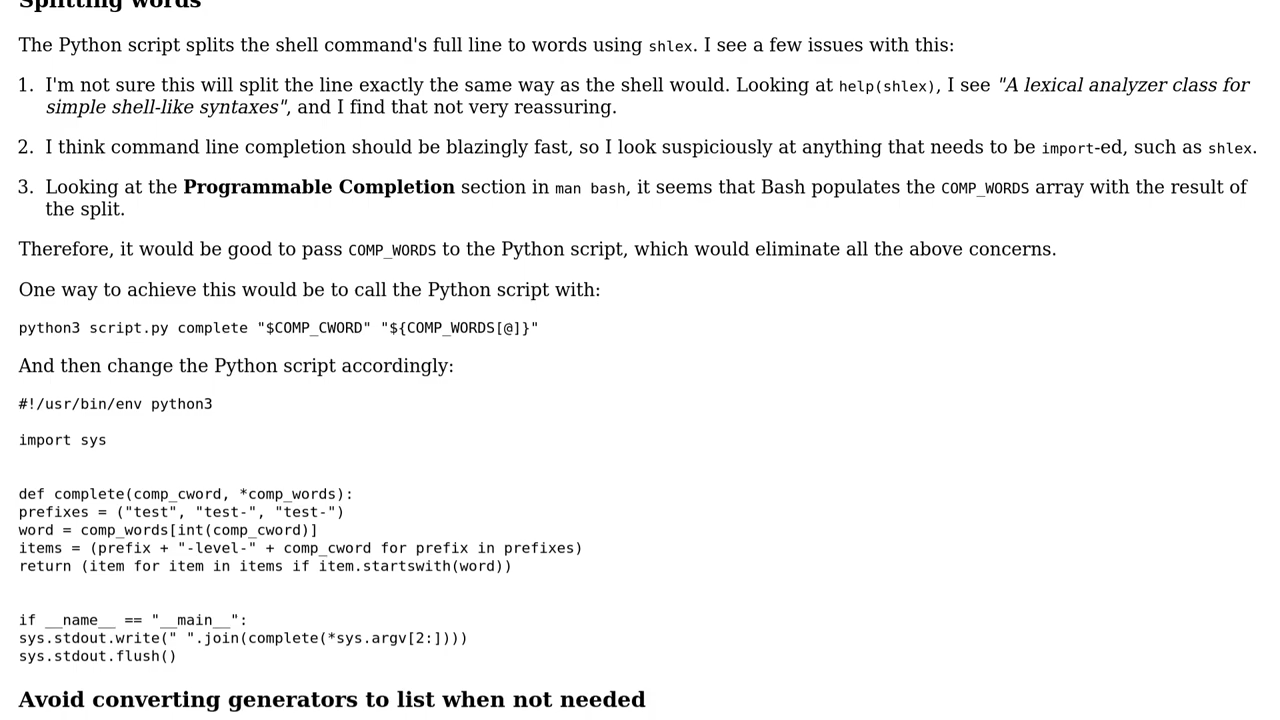 Splitting words
The Python script splits the shell command's full line to words using shlex. I see a few issues with this:
1. I'm not sure this will split the line exactly the same way as the shell would. Looking at help(shlex), I see "A lexical analyzer class for
simple shell-like syntaxes", and I find that not very reassuring.
2. I think command line completion should be blazingly fast, so I look suspiciously at anything that needs to be import-ed, such as shlex.
3. Looking at the Programmable Completion section in man bash, it seems that Bash populates the COMP_WORDS array with the result of
the split.
Therefore, it would be good to pass COMP_WORDS to the Python script, which would eliminate all the above concerns.
One way to achieve this would be to call the Python script with:
python3 script.py complete "$COMP_CWORD" "${COMP_WORDS[@]}"
And then change the Python script accordingly:
#!/usr/bin/env python3
import sys
def complete(comp_cword, *comp_words):
prefixes = ("test", "test-", "test-")
word = comp_words[int(comp_cword)]
items = (prefix + "-level-" + comp_cword for prefix in prefixes)
return (item for item in items if item.startswith(word))
if __name__ == "__main__":
sys.stdout.write(" ".join(complete(*sys.argv[2:])))
sys.stdout.flush()
Avoid converting generators to list when not needed